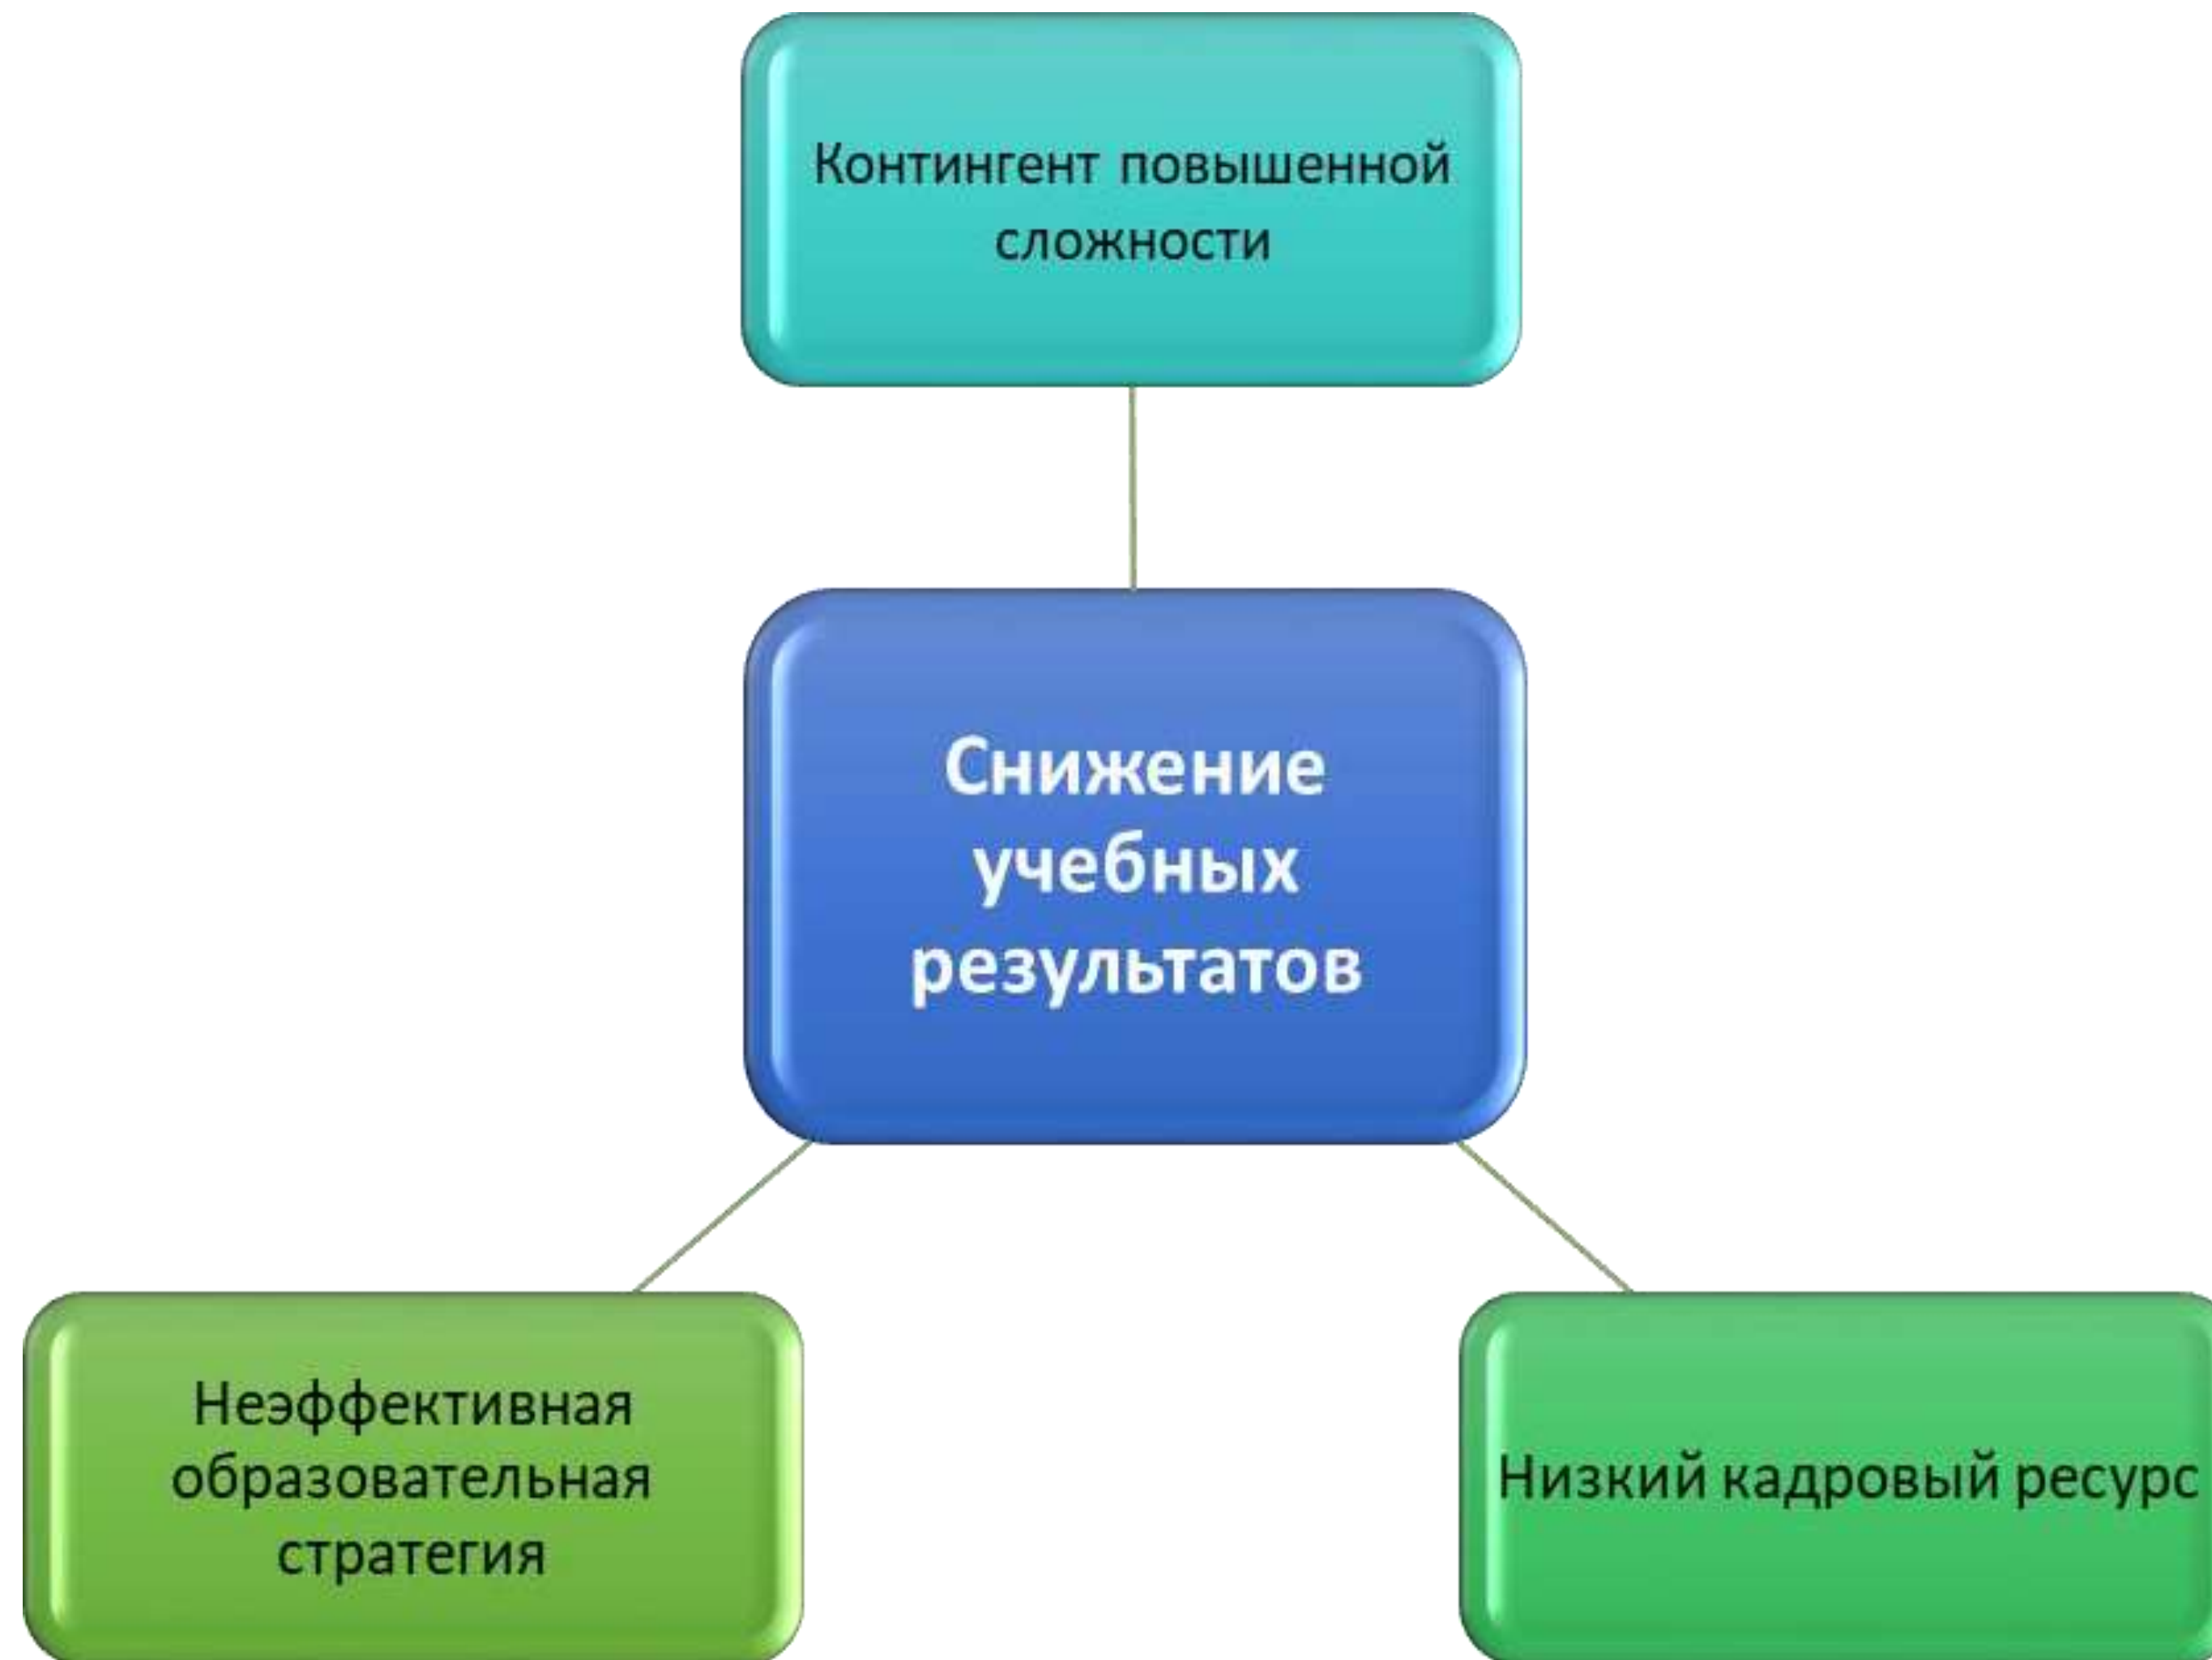 Контингент повышенной
сложности
Снижение
учебных
результатов
Неэффективная
образовательная
стратегия
Низкий кадровый ресурс